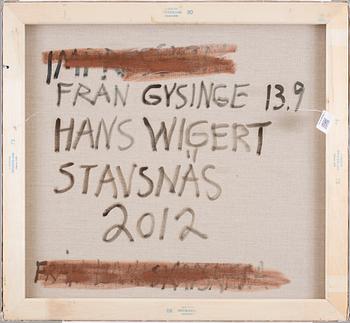 FRÅN GYSINGE 13.9
HANS WIGERT
STAVSNÄS
2012